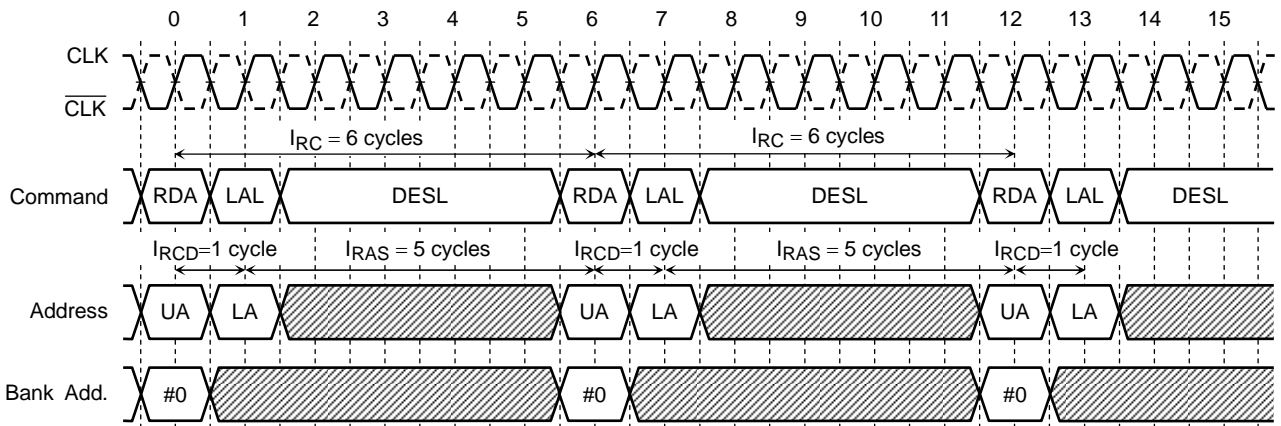 0 1 2 3 4 5 6 7 8 9 10 11 12 13 14 15
CLK
CLK
IRC = 6 cycles IRC = 6 cycles
Command RDA LAL DESL RDA LAL DESL RDA LAL DESL
IRCD=1 cycle IRAS = 5 cycles IRCD=1 cycle IRAS = 5 cycles IRCD=1 cycle
Address UA LA UA LA UA LA
Bank Add. #0 #0 #0